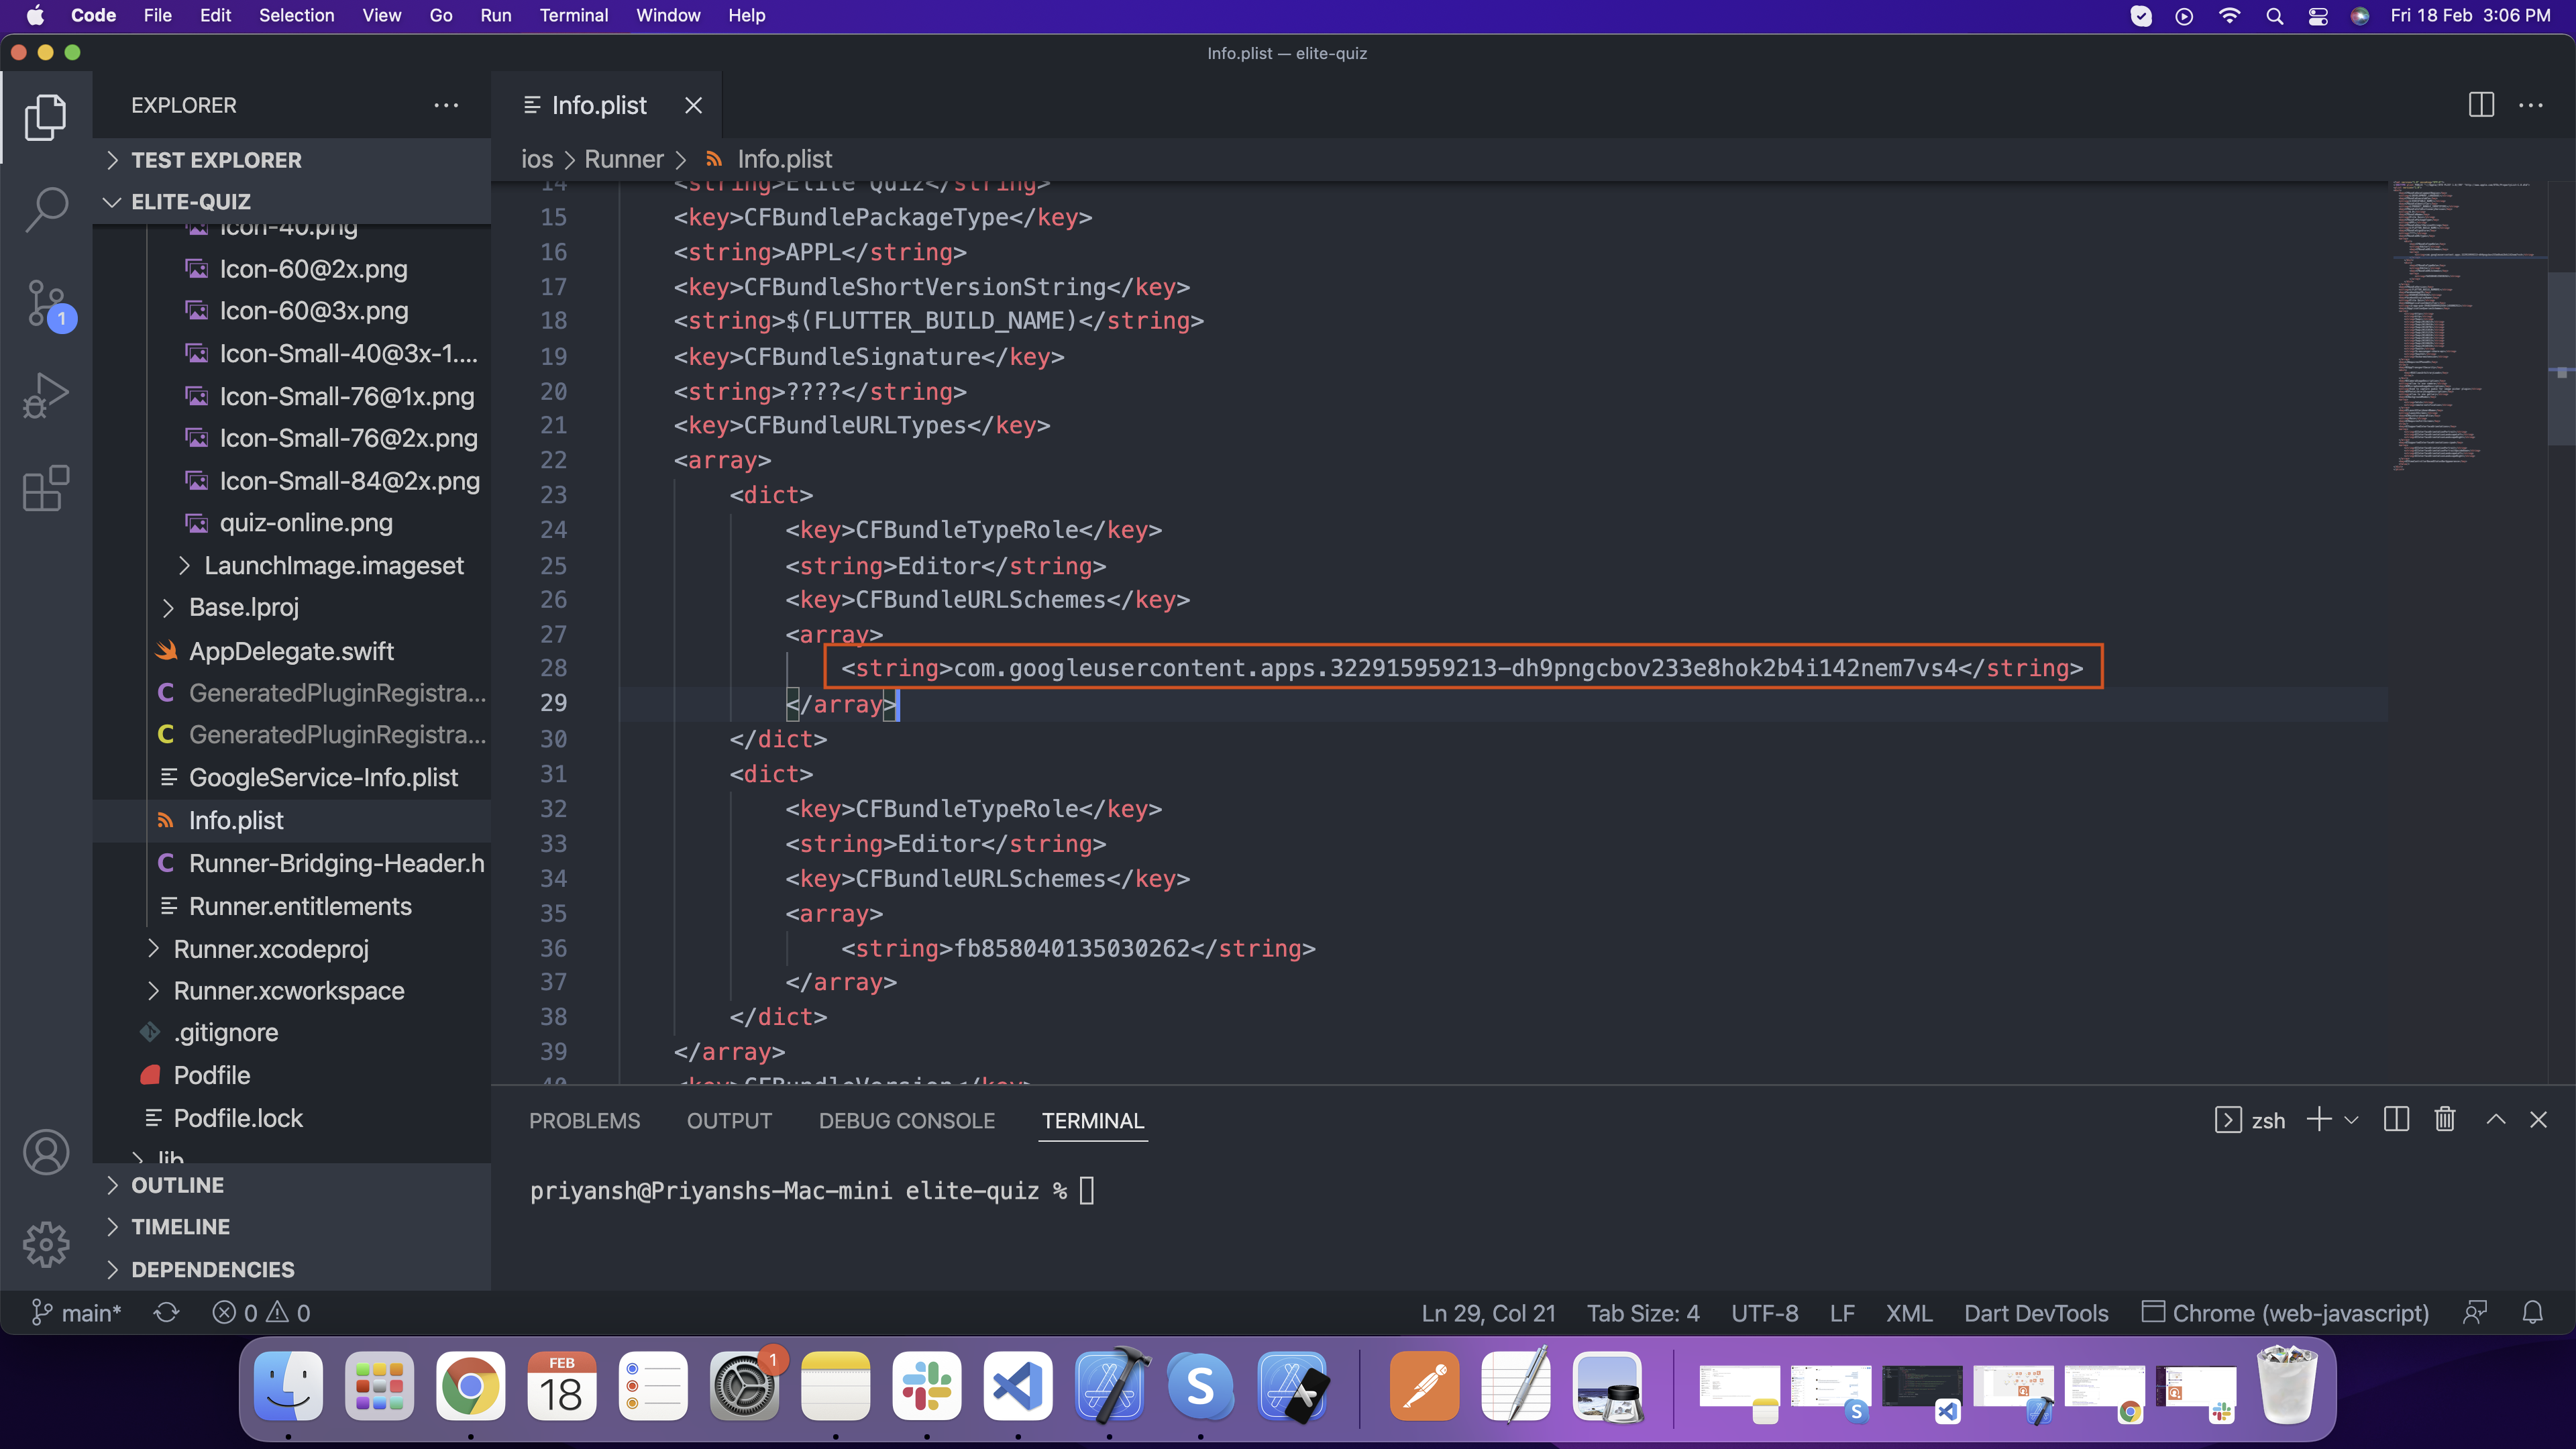 Code File Edit Selection View Go Run Terminal Window Help
Fri 18 Feb 3:06 PM
Info.plist — elite-quiz
EXPLORER
TEST EXPLORER
ELITE-QUIZ
Icon-40.png
Icon-60@2x.png
Icon-60@3x.png
Icon-Small-40@3x-1....
Icon-Small-76@1x.png
Icon-Small-76@2x.png
Icon-Small-84@2x.png
quiz-online.png
LaunchImage.imageset
Base.lproj
AppDelegate.swift
GeneratedPluginRegistra...
GeneratedPluginRegistra...
GoogleService-Info.plist
Info.plist
Runner-Bridging-Header.h
Runner.entitlements
Runner.xcodeproj
Runner.xcworkspace
.gitignore
Podfile
Podfile.lock
lib
OUTLINE
TIMELINE
DEPENDENCIES
1
Info.plist
ios > Runner > Info.plist
14 <string>Elite Quiz</string>
15 <key>CFBundlePackageType</key>
16 <string>APPL</string>
17 <key>CFBundleShortVersionString</key>
18 <string>$(FLUTTER_BUILD_NAME)</string>
19 <key>CFBundleSignature</key>
20 <string>????</string>
21 <key>CFBundleURLTypes</key>
22 <array>
23 <dict>
24 <key>CFBundleTypeRole</key>
25 <string>Editor</string>
26 <key>CFBundleURLSchemes</key>
27 <array>
28 <string>com.googleusercontent.apps.322915959213-dh9pngcbov233e8hok2b4i142nem7vs4</string>
29 </array>
30 </dict>
31 <dict>
32 <key>CFBundleTypeRole</key>
33 <string>Editor</string>
34 <key>CFBundleURLSchemes</key>
35 <array>
36 <string>fb858040135030262</string>
37 </array>
38 </dict>
39 </array>
40 <key>CFBundleVersion</key>
PROBLEMS OUTPUT DEBUG CONSOLE TERMINAL
zsh
priyansh@Priyanshs-Mac-mini elite-quiz %
main* 0 0
Ln 29, Col 21 Tab Size: 4 UTF-8 LF XML Dart DevTools Chrome (web-javascript)
FEB
18
1